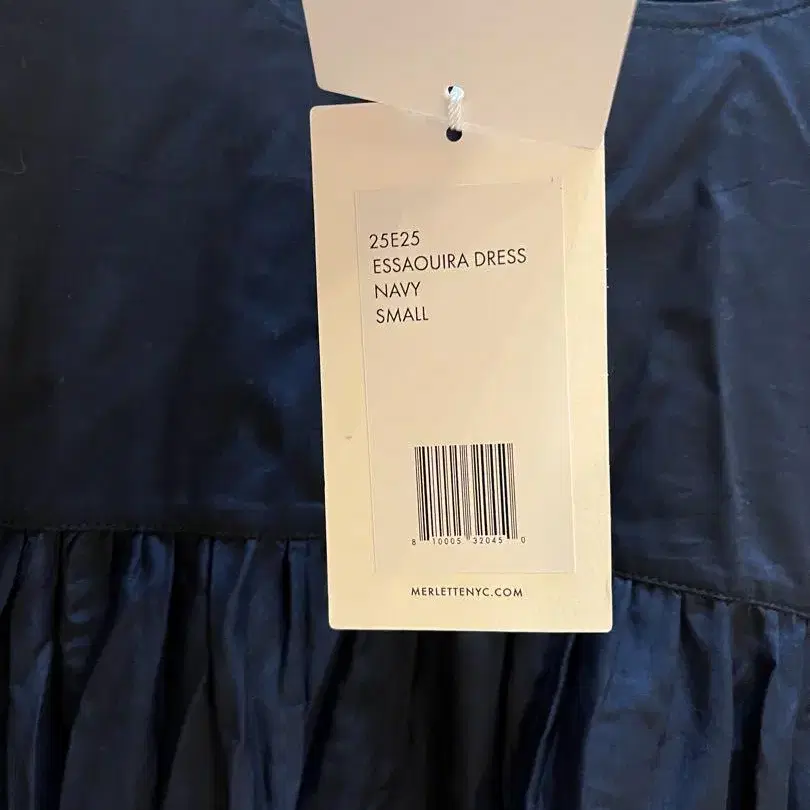 25E25
ESSAOUIRA DRESS
NAVY
SMALL
8 10005 32045 0
MERLETTENYC.COM